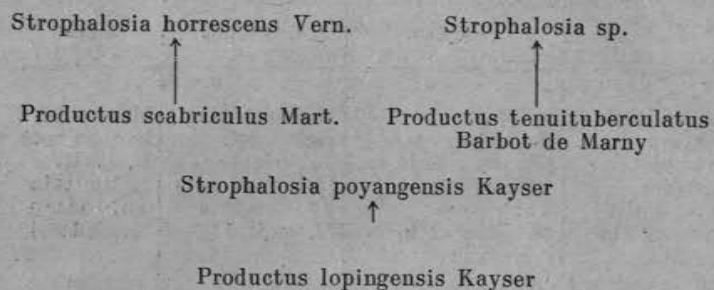 Strophalosia horrescens Vern. Strophalosia sp.
Productus scabriculus Mart. Productus tenuituberculatus
Barbot de Marny
Strophalosia poyangensis Kayser
Productus lopingensis Kayser